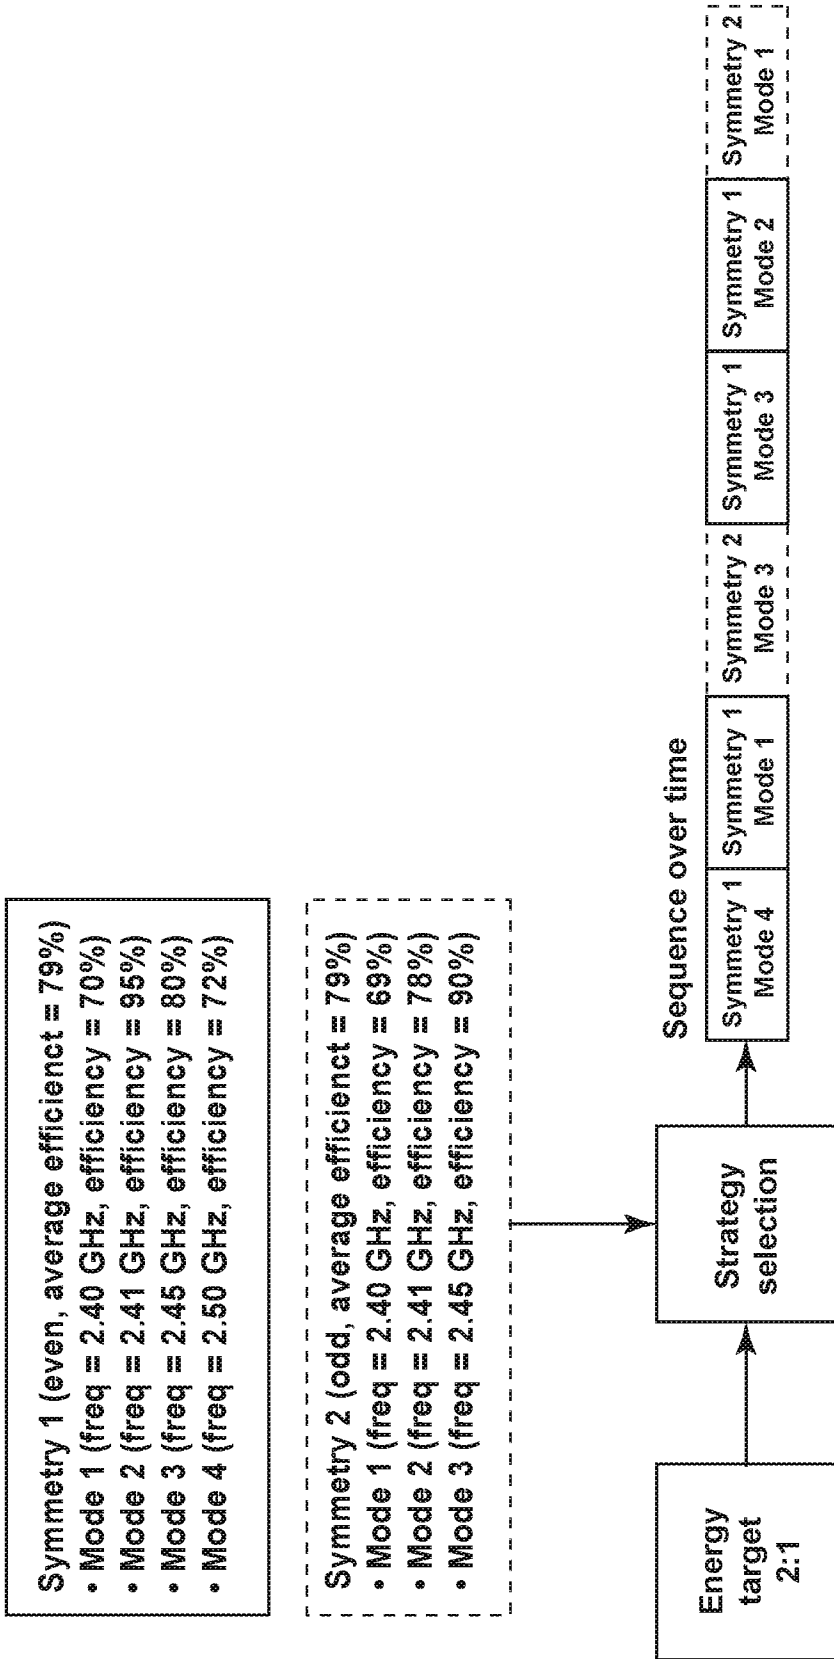 Symmetry 1 (even, average efficienct = 79%)
• Mode 1 (freq = 2.40 GHz, efficiency = 70%)
• Mode 2 (freq = 2.41 GHz, efficiency = 95%)
• Mode 3 (freq = 2.45 GHz, efficiency = 80%)
• Mode 4 (freq = 2.50 GHz, efficiency = 72%)
Symmetry 2 (odd, average efficienct = 79%)
• Mode 1 (freq = 2.40 GHz, efficiency = 69%)
• Mode 2 (freq = 2.41 GHz, efficiency = 78%)
• Mode 3 (freq = 2.45 GHz, efficiency = 90%)
Energy
target
2:1
Strategy
selection
Sequence over time
Symmetry 1
Mode 4
Symmetry 1
Mode 1
Symmetry 2
Mode 3
Symmetry 1
Mode 3
Symmetry 1
Mode 2
Symmetry 2
Mode 1